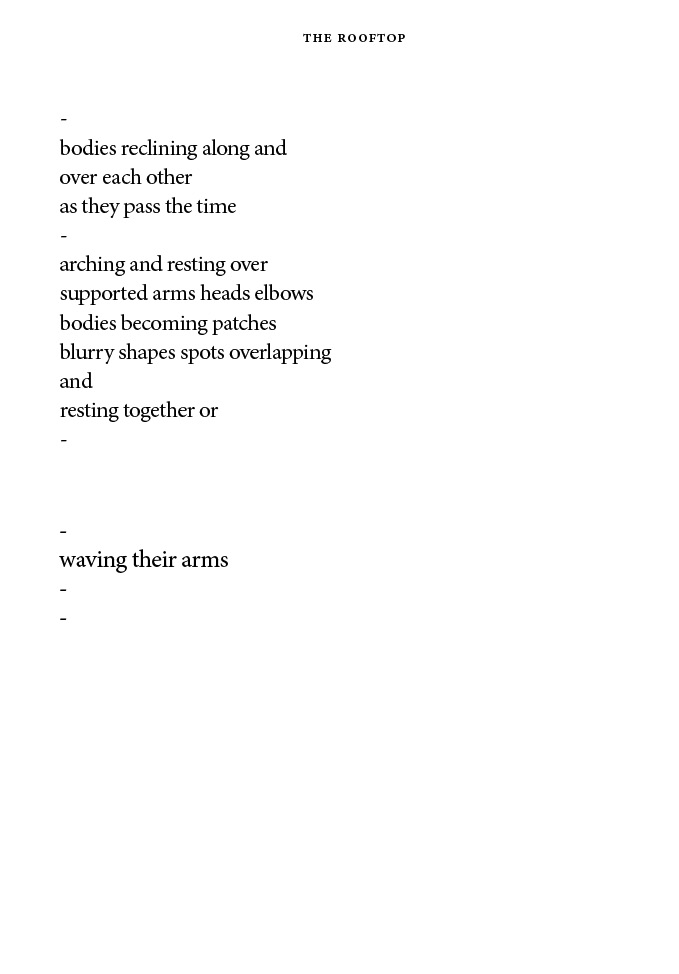 THE ROOFTOP
-
bodies reclining along and
over each other
as they pass the time
-
arching and resting over
supported arms heads elbows
bodies becoming patches
blurry shapes spots overlapping
and
resting together or
-
-
waving their arms
-
-